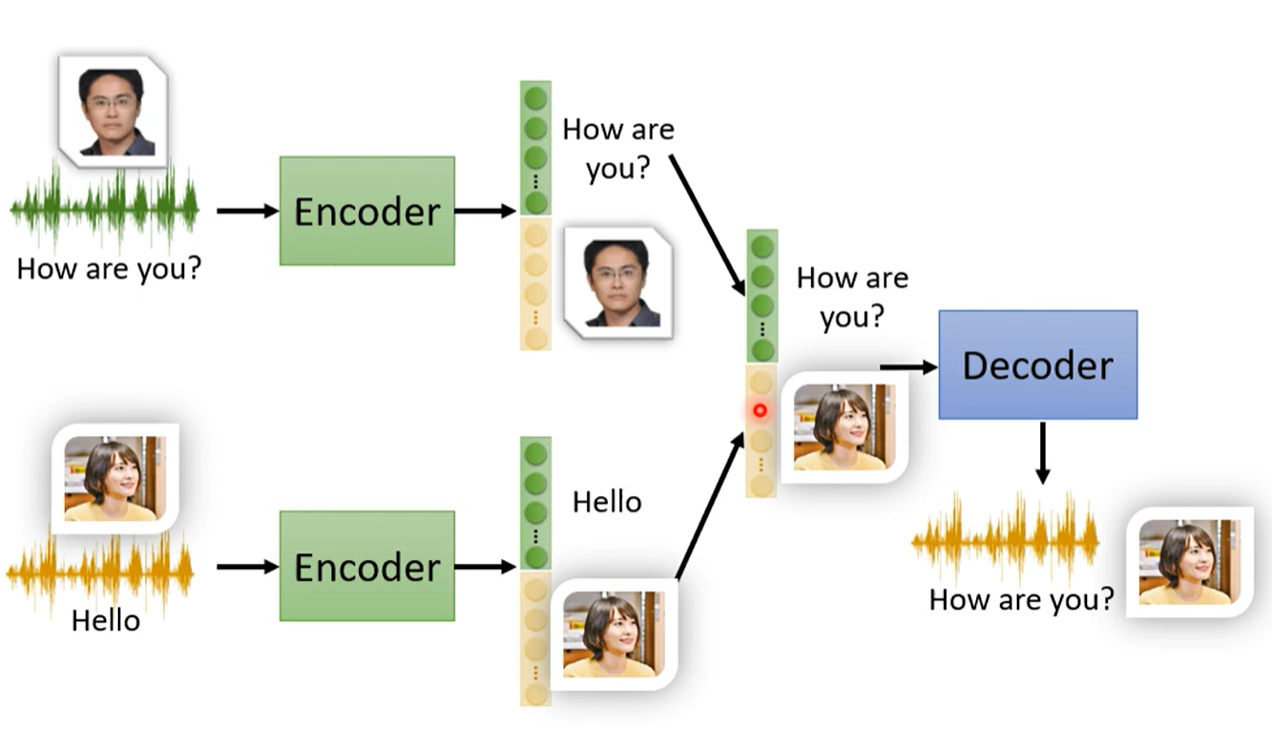 How are
you?
Encoder
How are you?
How are
you?
Decoder
Hello
Encoder
Hello
How are you?